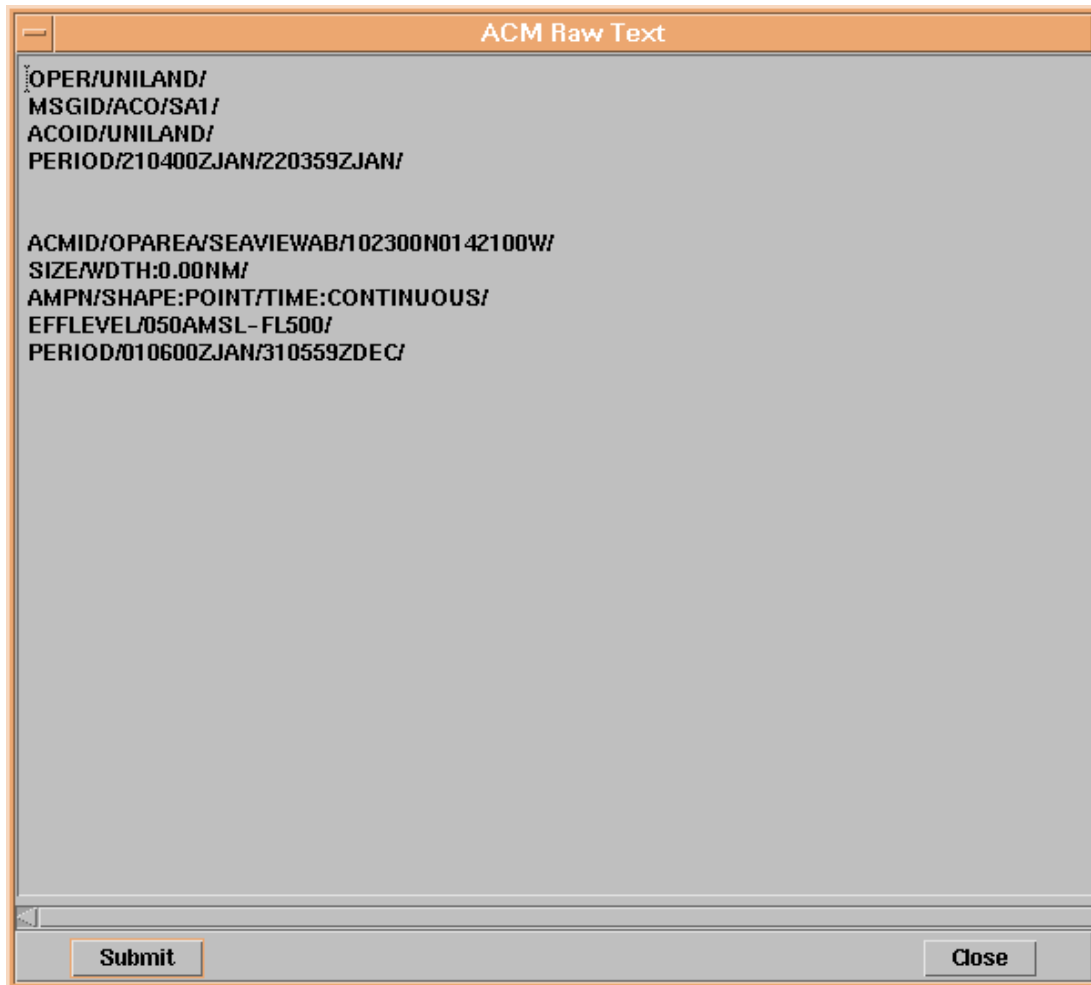 ACM Raw Text
OPER/UNILAND/
MSGID/ACO/SA1/
ACOID/UNILAND/
PERIOD/210400ZJAN/220359ZJAN/
ACMID/OPAREA/SEAVIEWAB/102300N0142100W/
SIZE/WDTH:0.00NM/
AMPN/SHAPE:POINT/TIME:CONTINUOUS/
EFFLEVEL/050AMSL-FL500/
PERIOD/010600ZJAN/310559ZDEC/
Submit
Close